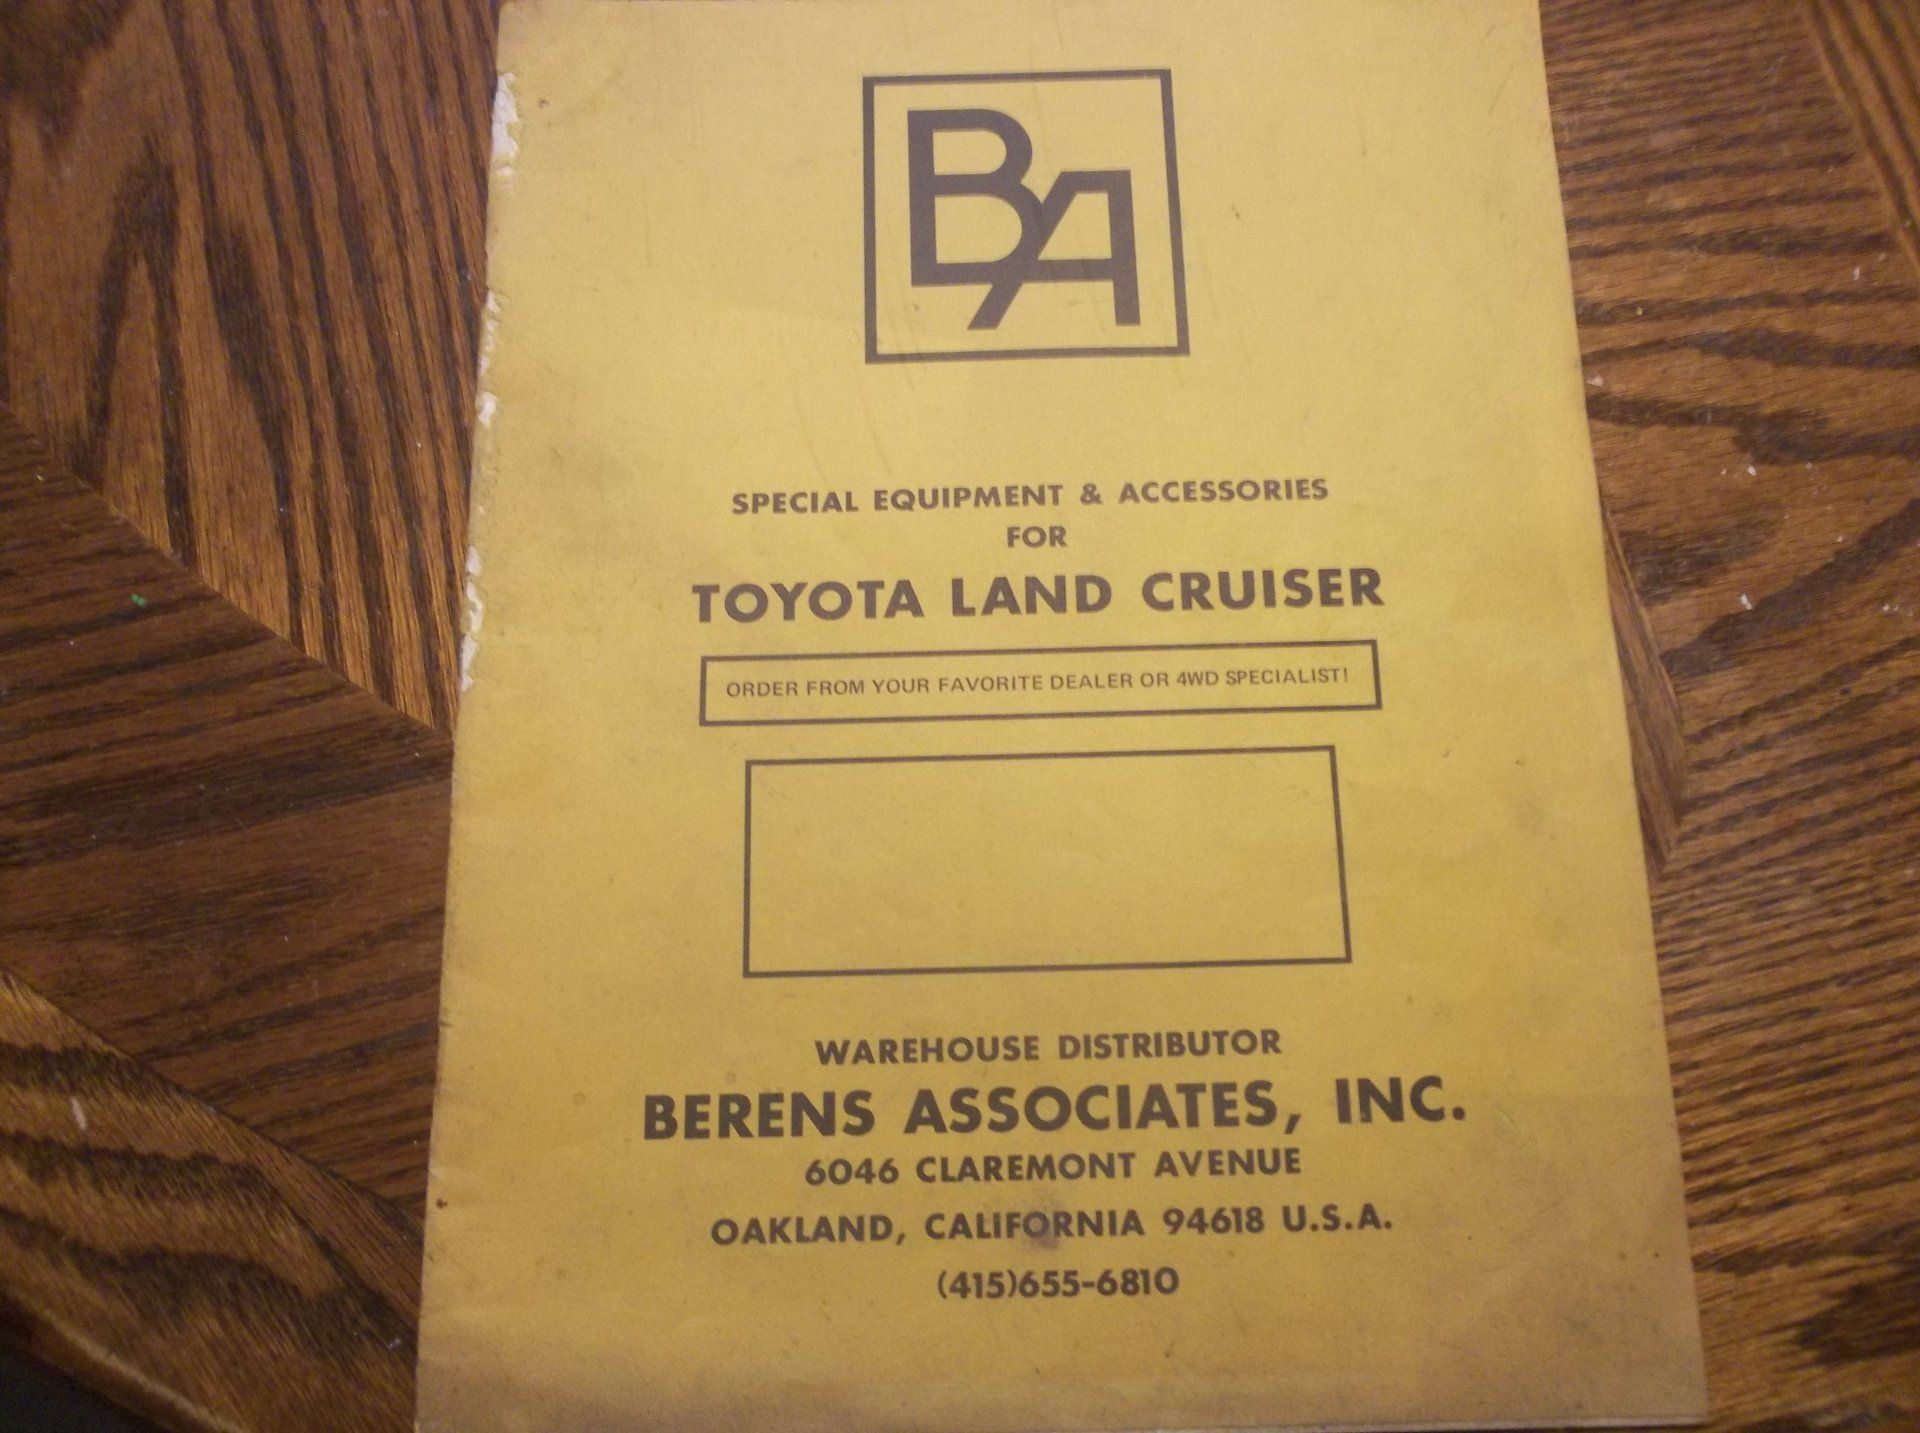 BA
SPECIAL EQUIPMENT & ACCESSORIES
FOR
TOYOTA LAND CRUISER
ORDER FROM YOUR FAVORITE DEALER OR 4WD SPECIALIST!
WAREHOUSE DISTRIBUTOR
BERENS ASSOCIATES, INC.
6046 CLAREMONT AVENUE
OAKLAND, CALIFORNIA 94618 U.S.A.
(415)655-6810